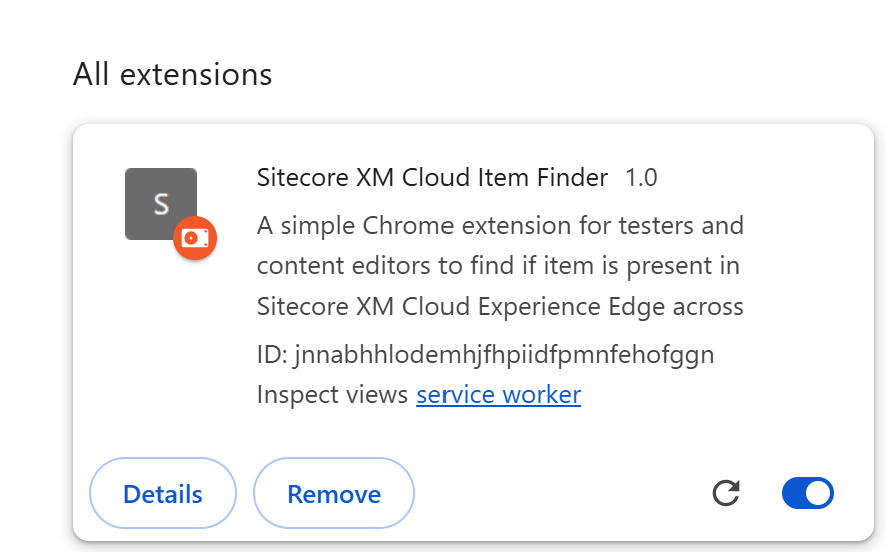 All extensions
S
Sitecore XM Cloud Item Finder 1.0
A simple Chrome extension for testers and
content editors to find if item is present in
Sitecore XM Cloud Experience Edge across
ID: jnnabhhlodemhjfhpiidfpmnfehofggn
Inspect views service worker
Details Remove